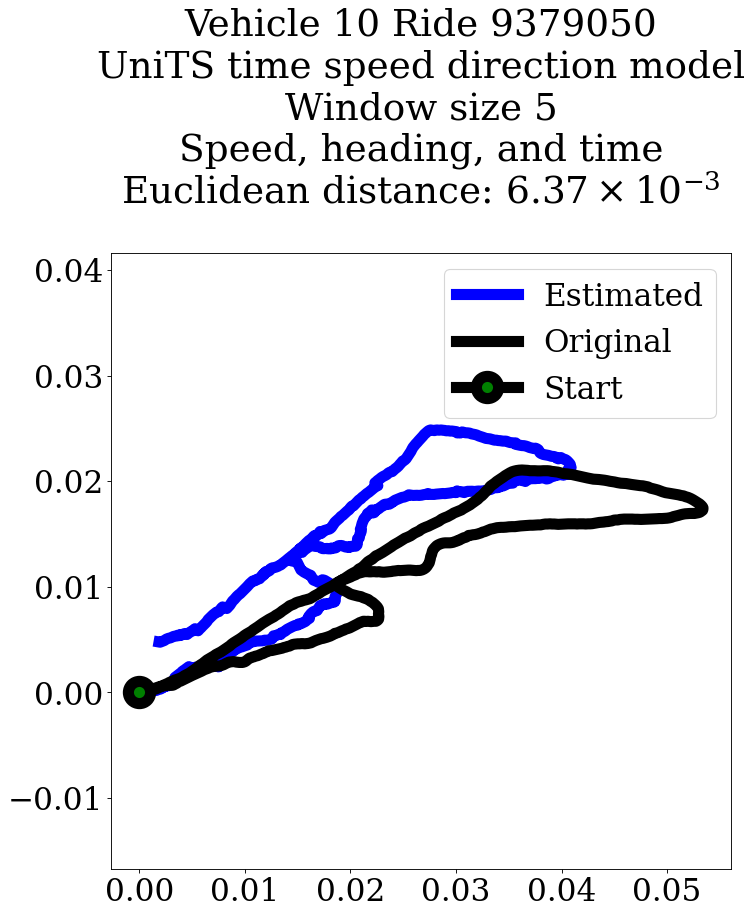 Vehicle 10 Ride 9379050
UniTS time speed direction model
Window size 5
Speed, heading, and time
Euclidean distance: 6.37 × 10⁻³
0.04
0.03
0.02
0.01
0.00
−0.01
Estimated
Original
Start
0.00 0.01 0.02 0.03 0.04 0.05